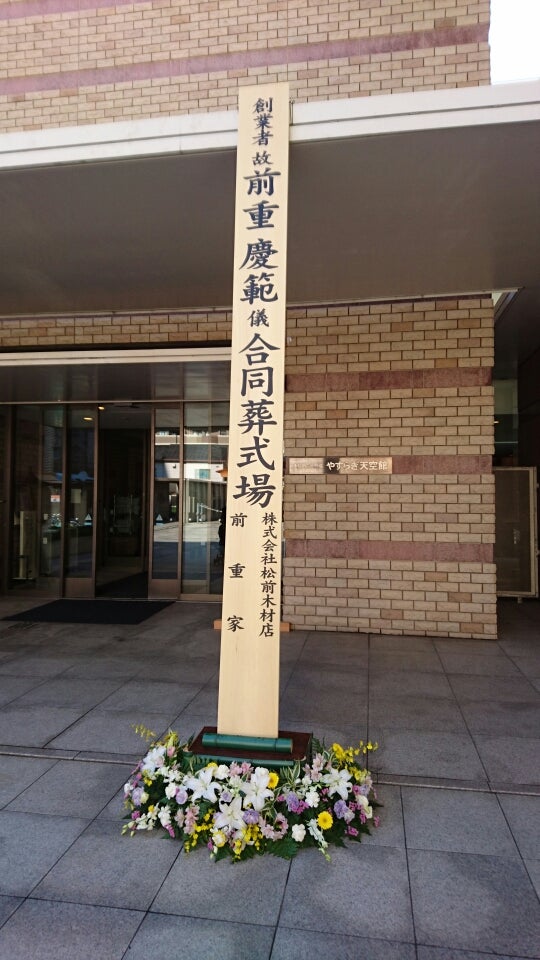 創業者 故 前重慶範 儀 合同葬式場
株式会社松前木材店
前重家
やすらぎ天空館